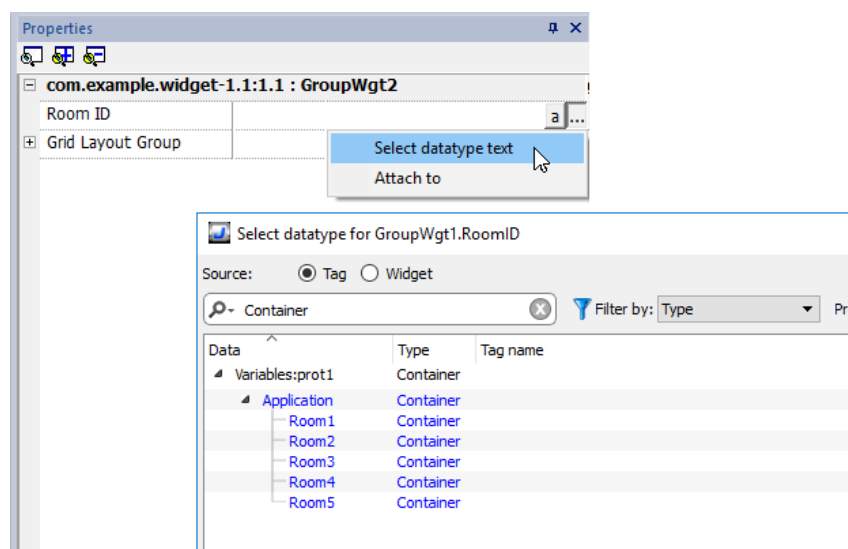 Properties
com.example.widget-1.1:1.1 : GroupWgt2
Room ID
a ...
Grid Layout Group
Select datatype text
Attach to
Select datatype for GroupWgt1.RoomID
Source: Tag Widget
Container Filter by: Type Pr
Data Type Tag name
Variables:prot1 Container
Application Container
Room1 Container
Room2 Container
Room3 Container
Room4 Container
Room5 Container